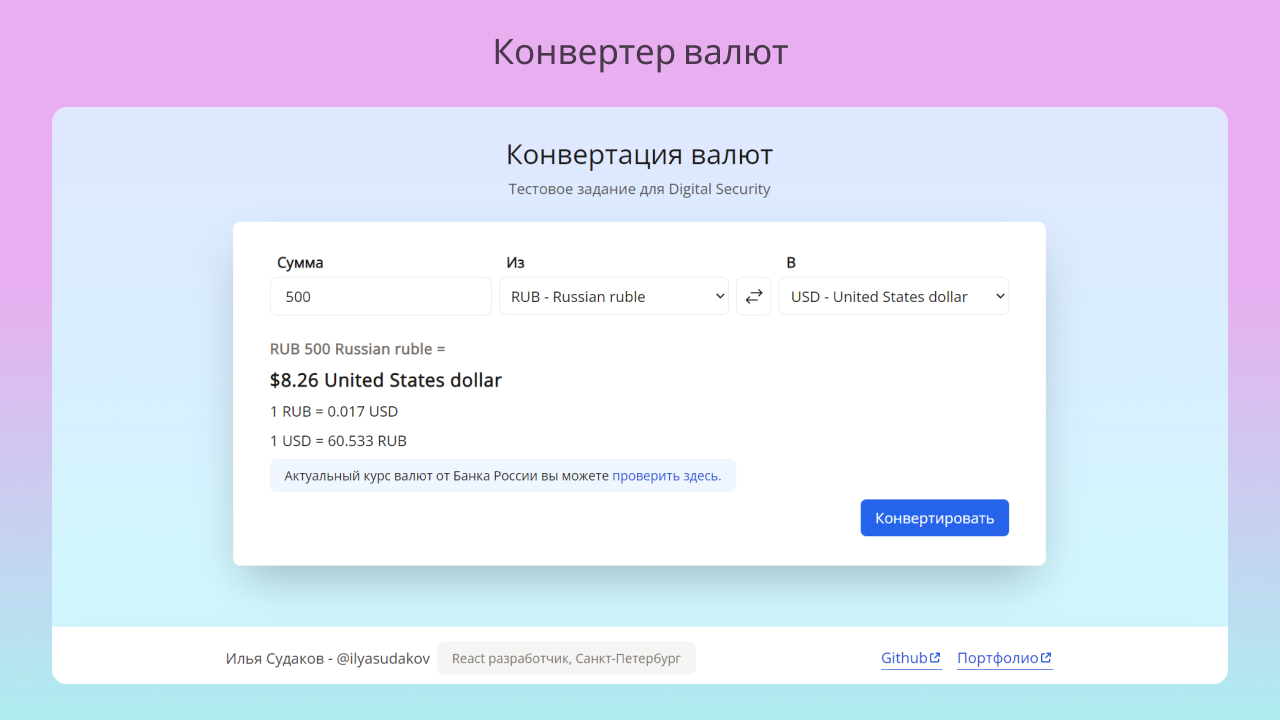 Конвертер валют
Конвертация валют
Тестовое задание для Digital Security
Сумма Из В
500 RUB - Russian ruble USD - United States dollar
RUB 500 Russian ruble =
$8.26 United States dollar
1 RUB = 0.017 USD
1 USD = 60.533 RUB
Актуальный курс валют от Банка России вы можете проверить здесь.
Конвертировать
Илья Судаков - @ilyasudakov React разработчик, Санкт-Петербург Github Портфолио